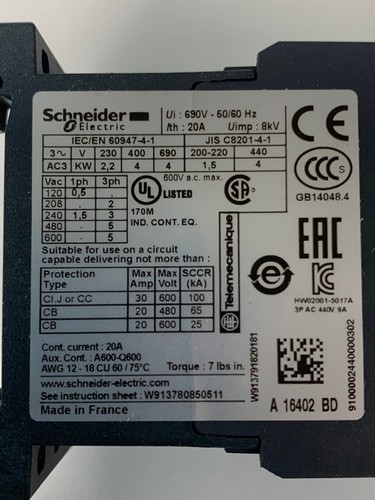 Schneider
Electric
Ui : 690V - 50/60 Hz
Ith : 20A Uimp : 8kV
IEC/EN 60947-4-1 JIS C8201-4-1
3~ V 230 400 690 200-220 440
AC3 KW 2,2 4 4 1,5 4
Vac 1ph 3ph 600V a.c. max.
120 0,5 -
208 - 2
240 1,5 3
480 - 5
600 - 5
UL LISTED
170M
IND. CONT. EQ.
SA
CE
CCC
GB14048.4
EAC
Telemecanique
Suitable for use on a circuit
capable delivering not more than :
Protection Type Max Amp Max Volt SCCR (kA)
Cl.J or CC 30 600 100
CB 20 480 65
CB 20 600 25
HW02001-5017A
3P AC 440V 9A
Cont. current : 20A
Aux. Cont. : A600-Q600
AWG 12 - 18 CU 60 / 75°C Torque : 7 lbs in.
www.schneider-electric.com
See instruction sheet : W913780850511
Made in France
W913791820181
A 16402 BD
9100002440000302